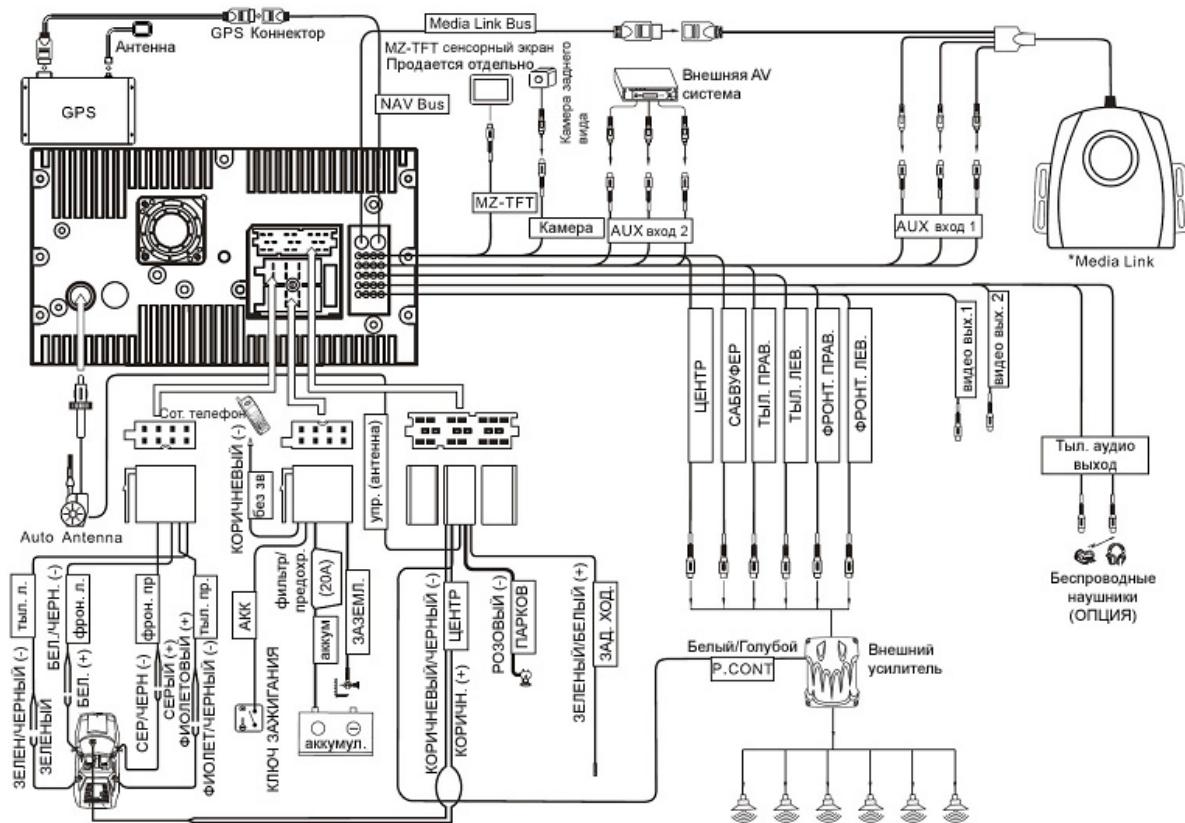 Антенна
GPS Коннектор
GPS
NAV Bus
Media Link Bus
MZ-TFT сенсорный экран
Продается отдельно
Камера заднего
вида
Внешняя AV
система
MZ-TFT
Камера
AUX вход 2
AUX вход 1
*Media Link
ЦЕНТР
САБВУФЕР
ТЫЛ. ПРАВ.
ТЫЛ. ЛЕВ.
ФРОНТ. ПРАВ.
ФРОНТ. ЛЕВ.
видео вых.1
видео вых. 2
Тыл. аудио
выход
Беспроводные
наушники
(ОПЦИЯ)
Сот. телефон
КОРИЧНЕВЫЙ (-)
без зв
упр. (антенна)
Auto Antenna
ЗЕЛЕН/ЧЕРНЫЙ (-)
ЗЕЛЕНЫЙ
тыл. л.
БЕЛ./ЧЕРН. (-)
БЕЛ. (+)
фрон. л
СЕР/ЧЕРН (-)
фрон. пр
СЕРЫЙ (+)
ФИОЛЕТОВЫЙ (+)
ФИОЛЕТ/ЧЕРНЫЙ (-)
тыл. пр.
АКК
КЛЮЧ ЗАЖИГАНИЯ
фильтр/
предохр.
(20A)
аккум
ЗАЗЕМЛ.
аккумул.
КОРИЧНЕВЫЙ/ЧЕРНЫЙ (-)
КОРИЧН. (+)
ЦЕНТР
РОЗОВЫЙ (-)
ПАРКОВ
ЗЕЛЕНЫЙ/БЕЛЫЙ (+)
ЗАД. ХОД.
Белый/Голубой
P.CONT
Внешний
усилитель